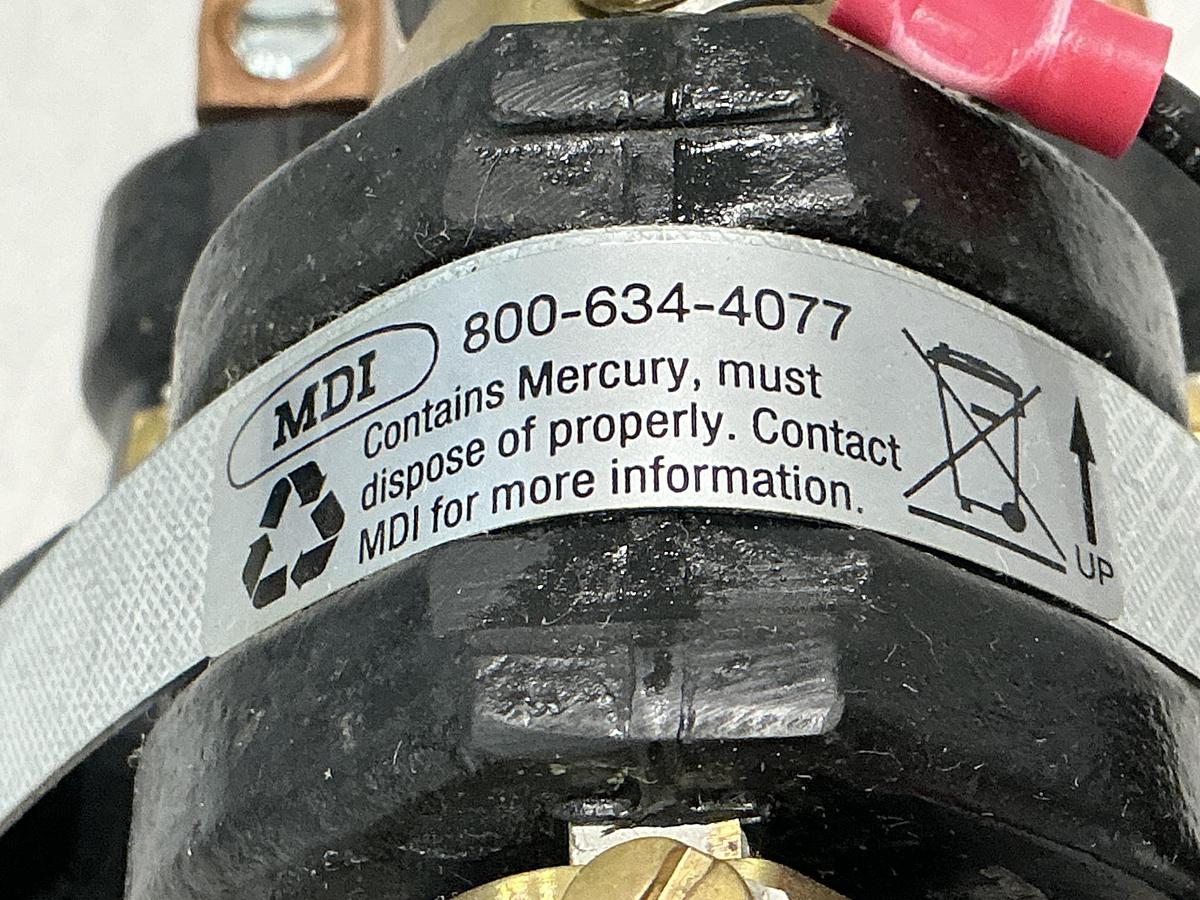 MDI
800-634-4077
Contains Mercury, must
dispose of properly. Contact
MDI for more information.
UP